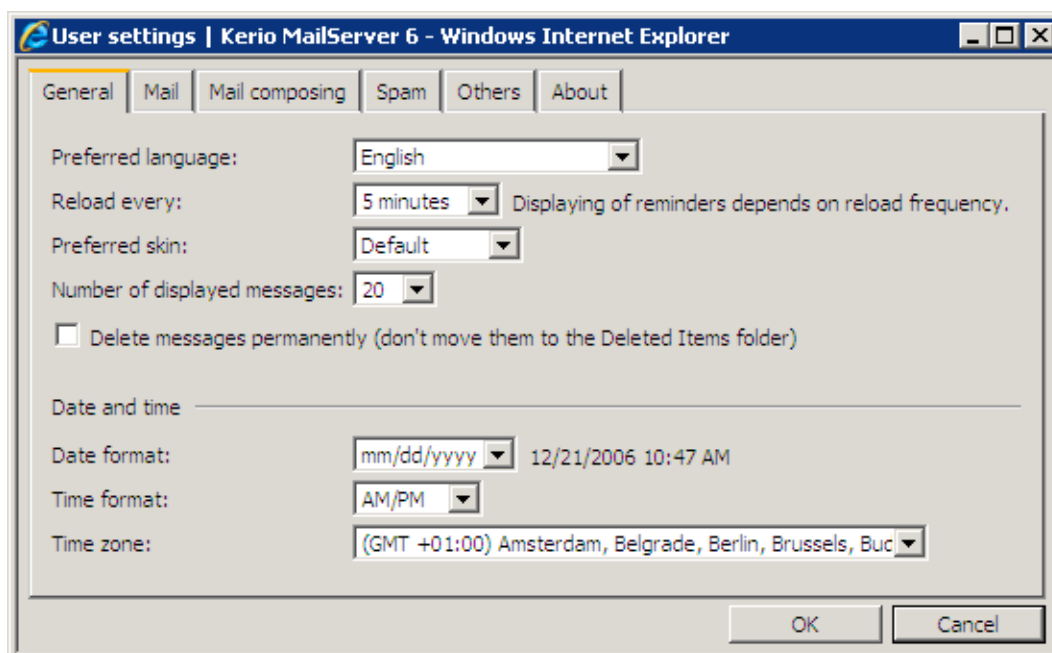 User settings | Kerio MailServer 6 - Windows Internet Explorer
General Mail Mail composing Spam Others About
Preferred language: English
Reload every: 5 minutes Displaying of reminders depends on reload frequency.
Preferred skin: Default
Number of displayed messages: 20
Delete messages permanently (don't move them to the Deleted Items folder)
Date and time
Date format: mm/dd/yyyy 12/21/2006 10:47 AM
Time format: AM/PM
Time zone: (GMT +01:00) Amsterdam, Belgrade, Berlin, Brussels, Buc
OK Cancel